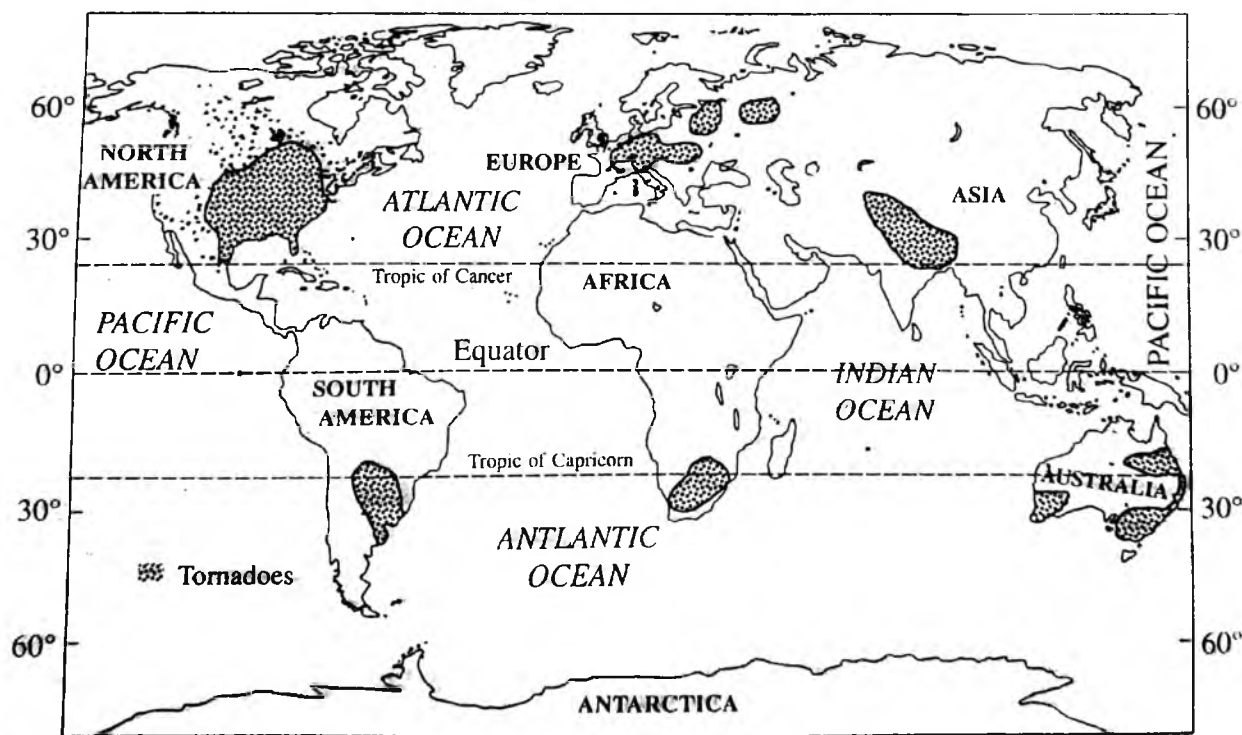 60°
60°
NORTH
AMERICA
EUROPE
ASIA
ATLANTIC
OCEAN
PACIFIC OCEAN
30°
30°
Tropic of Cancer
AFRICA
PACIFIC
OCEAN
Equator
0°
0°
INDIAN
OCEAN
SOUTH
AMERICA
Tropic of Capricorn
AUSTRALIA
30°
30°
ANTLANTIC
OCEAN
Tornadoes
60°
60°
ANTARCTICA